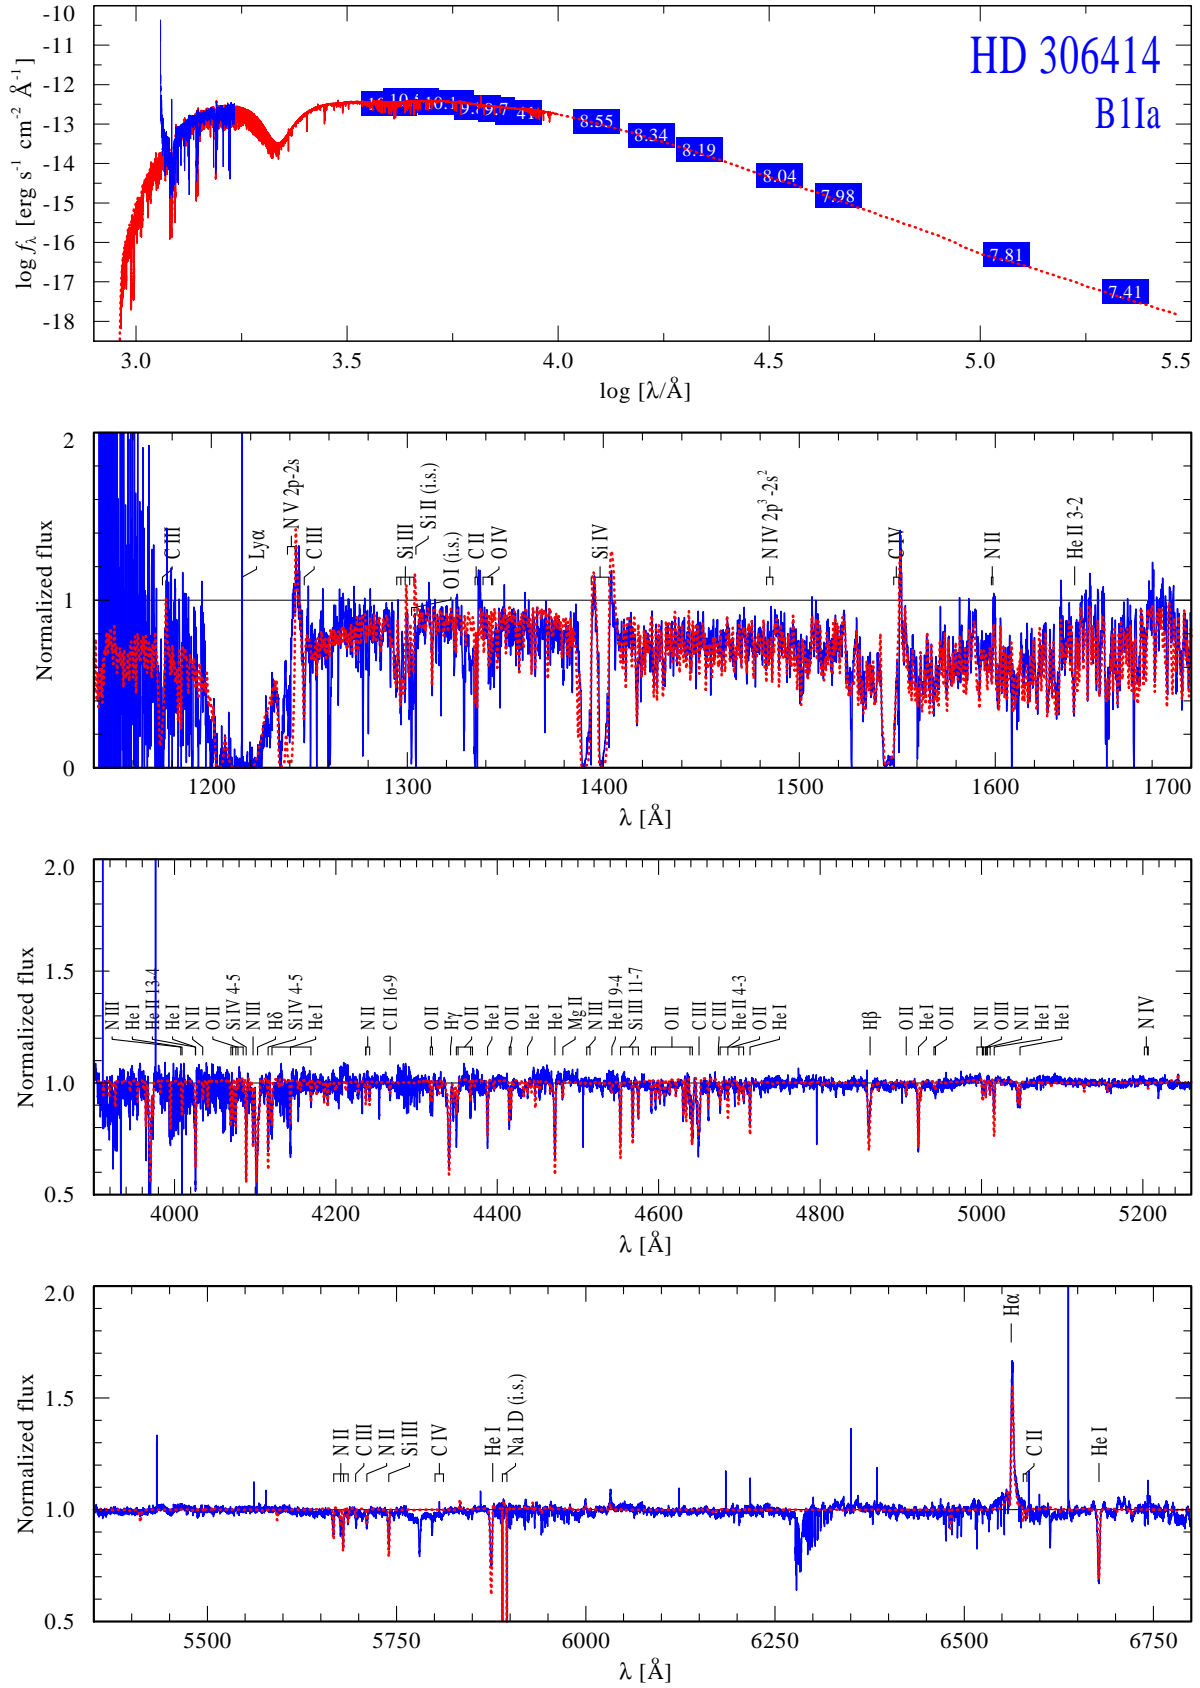 HD 306414
B1Ia
log fλ [erg s⁻¹ cm⁻² Å⁻¹]
-10
-11
-12
-13
-14
-15
-16
-17
-18
8.55
8.34
8.19
8.04
7.98
7.81
7.41
3.0 3.5 4.0 4.5 5.0 5.5
log [λ/Å]
Normalized flux
2
1
0
C III
Lyα
N V 2p-2s
C III
Si III
Si II (i.s.)
O I (i.s.)
C II
O IV
Si IV
N IV 2p³-2s²
C IV
N II
He II 3-2
1200 1300 1400 1500 1600 1700
λ [Å]
Normalized flux
2.0
1.5
1.0
0.5
N III
He I
He II 13-4
He I
N II
O II
Si IV 4-5
N III
Hδ
Si IV 4-5
He I
N II
C II 16-9
O II
Hγ
O II
He I
O II
He I
He I
Mg II
N III
He II 9-4
Si III 11-7
O II
C III
C III
He II 4-3
O II
He I
Hβ
O II
He I
O II
N II
O III
N II
He I
He I
N IV
4000 4200 4400 4600 4800 5000 5200
λ [Å]
Normalized flux
2.0
1.5
1.0
0.5
N II
C III
N II
Si III
C IV
He I
Na I D (i.s.)
Hα
C II
He I
5500 5750 6000 6250 6500 6750
λ [Å]